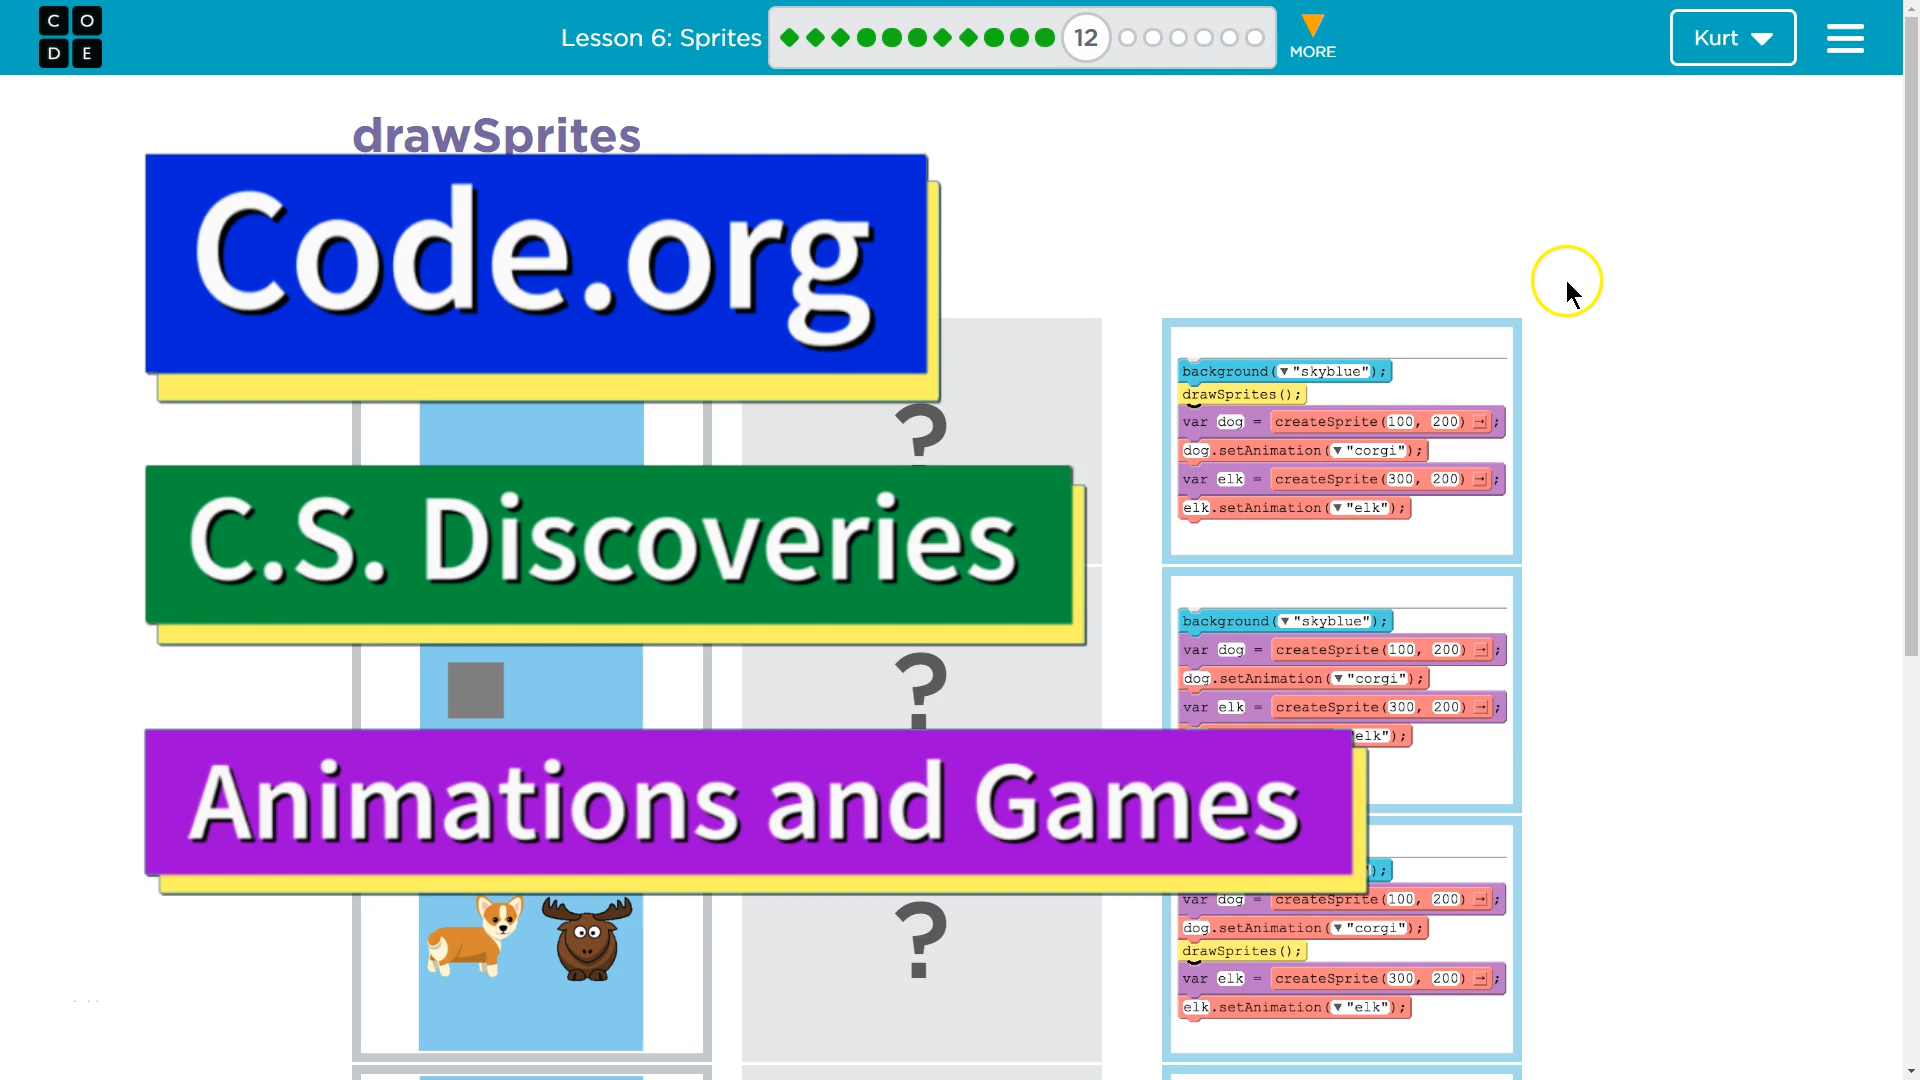 CODE
Lesson 6: Sprites
12
MORE
Kurt
drawSprites
Code.org
C.S. Discoveries
Animations and Games
?
?
?
background("skyblue");
drawSprites();
var dog = createSprite(100, 200);
dog.setAnimation("corgi");
var elk = createSprite(300, 200);
elk.setAnimation("elk");
background("skyblue");
var dog = createSprite(100, 200);
dog.setAnimation("corgi");
var elk = createSprite(300, 200);
"elk");
);
var dog = createSprite(100, 200);
dog.setAnimation("corgi");
drawSprites();
var elk = createSprite(300, 200);
elk.setAnimation("elk");